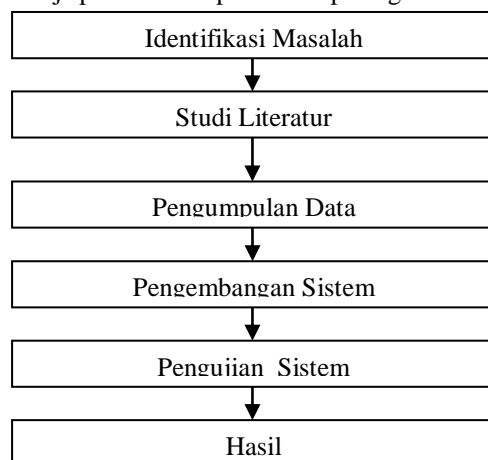 Identifikasi Masalah
Studi Literatur
Pengumpulan Data
Pengembangan Sistem
Pengujian Sistem
Hasil